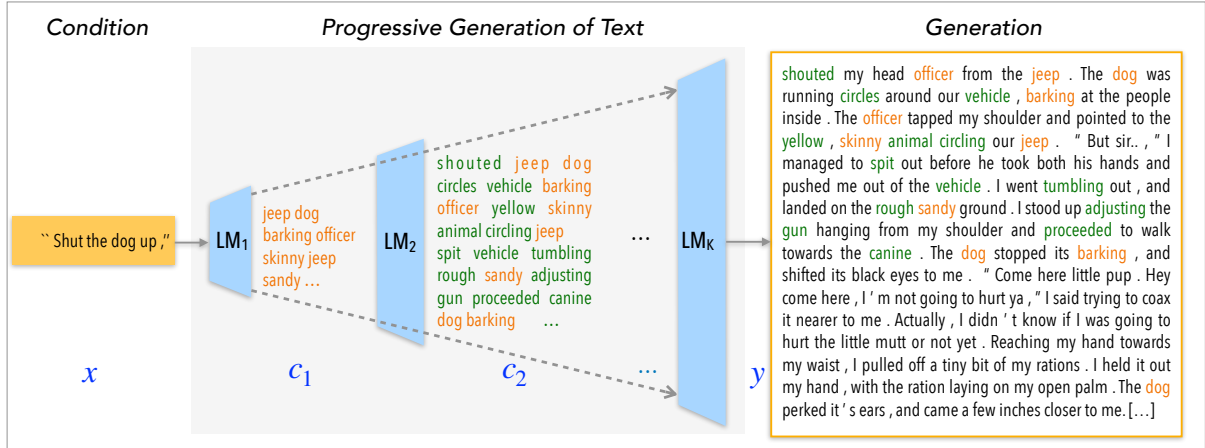 Condition
Progressive Generation of Text
Generation
`` Shut the dog up ,"
LM1
jeep dog
barking officer
skinny jeep
sandy ...
LM2
shouted jeep dog
circles vehicle barking
officer yellow skinny
animal circling jeep
spit vehicle tumbling
rough sandy adjusting
gun proceeded canine
dog barking ...
...
LMK
shouted my head officer from the jeep . The dog was
running circles around our vehicle , barking at the people
inside . The officer tapped my shoulder and pointed to the
yellow , skinny animal circling our jeep . " But sir.. , " I
managed to spit out before he took both his hands and
pushed me out of the vehicle . I went tumbling out , and
landed on the rough sandy ground . I stood up adjusting the
gun hanging from my shoulder and proceeded to walk
towards the canine . The dog stopped its barking , and
shifted its black eyes to me . " Come here little pup . Hey
come here , I ' m not going to hurt ya , " I said trying to coax
it nearer to me . Actually , I didn ' t know if I was going to
hurt the little mutt or not yet . Reaching my hand towards
my waist , I pulled off a tiny bit of my rations . I held it out
my hand , with the ration laying on my open palm . The dog
perked it ' s ears , and came a few inches closer to me. [...]
x
c1
c2
...
y